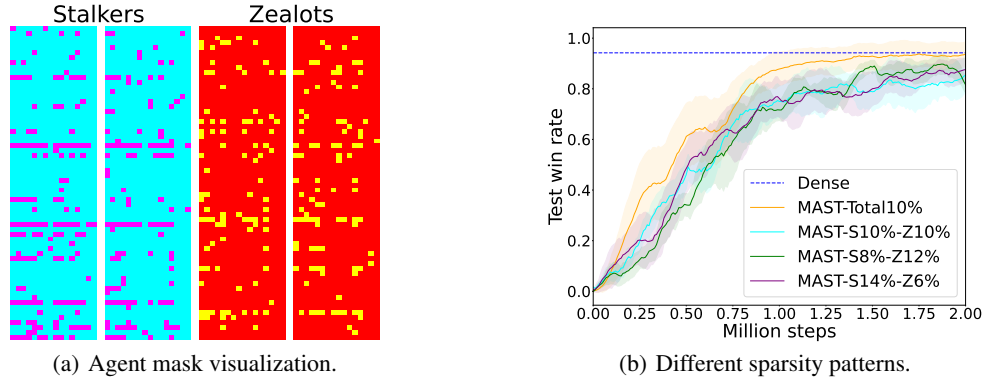 Stalkers
Zealots
(a) Agent mask visualization.
Test win rate
1.0
0.8
0.6
0.4
0.2
0.0
Dense
MAST-Total10%
MAST-S10%-Z10%
MAST-S8%-Z12%
MAST-S14%-Z6%
0.00 0.25 0.50 0.75 1.00 1.25 1.50 1.75 2.00
Million steps
(b) Different sparsity patterns.